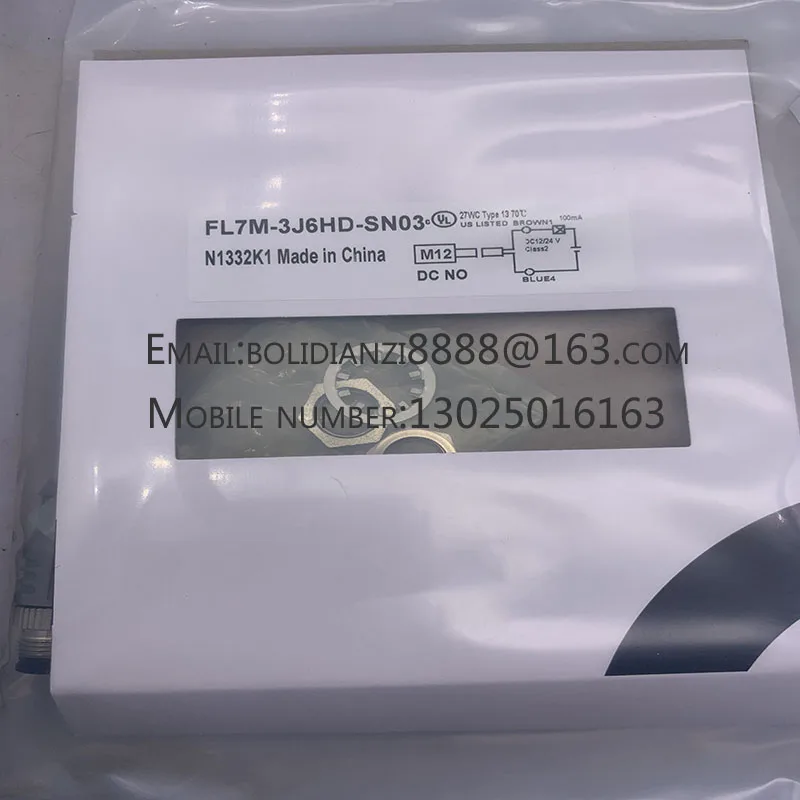 FL7M-3J6HD-SN03
c UL US LISTED 27WC Type 13 70℃
N1332K1 Made in China
M12
DC NO
BROWN1 100mA
DC12/24 V
Class2
BLUE4
EMAIL:BOLIDIANZI8888@163.COM
MOBILE NUMBER:13025016163